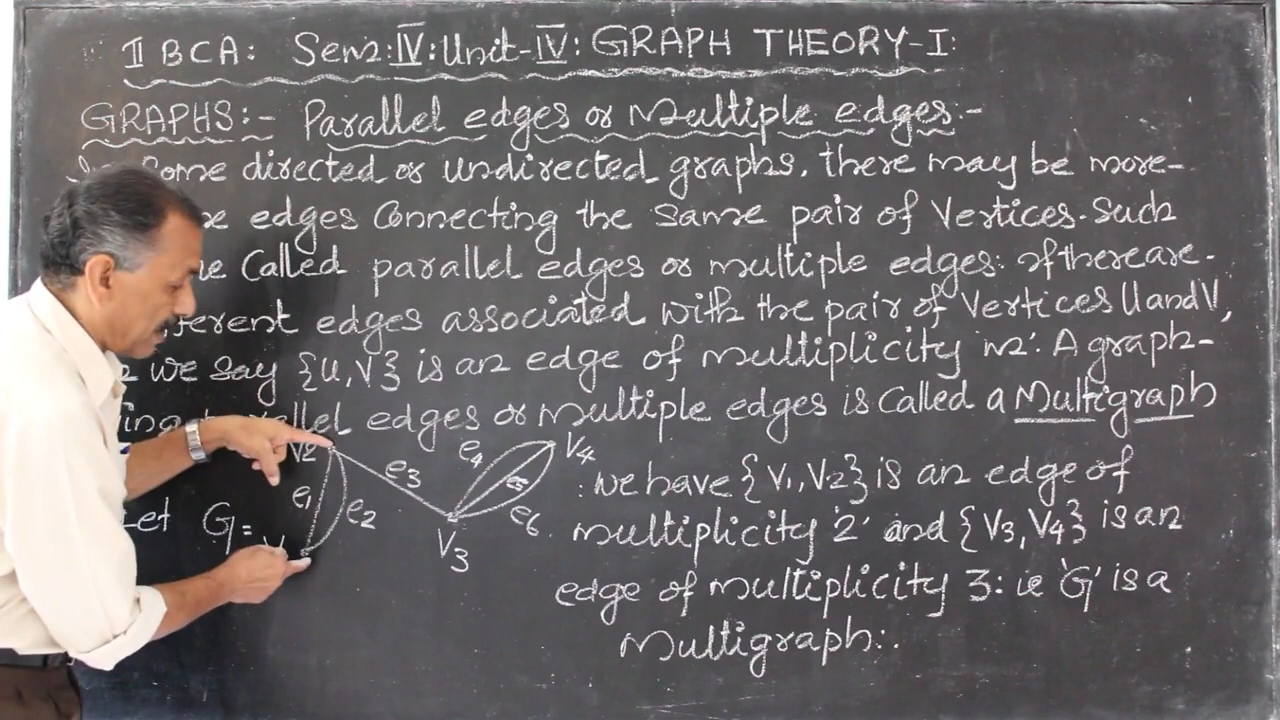 II BCA: Sem:IV:Unit-IV: GRAPH THEORY-I:
GRAPHS:- Parallel edges or Multiple edges:-
Some directed or undirected graphs, there may be more-
edges Connecting the Same pair of Vertices. Such
Called parallel edges or multiple edges: if there are-
edges associated with the pair of Vertices U and V,
we say {U,V} is an edge of multiplicity 'n'. A graph-
parallel edges or multiple edges is Called a Multigraph
V2 e3 e4 V4
: we have {V1,V2} is an edge of
e1 e2 e5 e6
Let G=
V3
multiplicity '2' and {V3,V4} is an
edge of multiplicity 3: ie 'G' is a
Multigraph:.